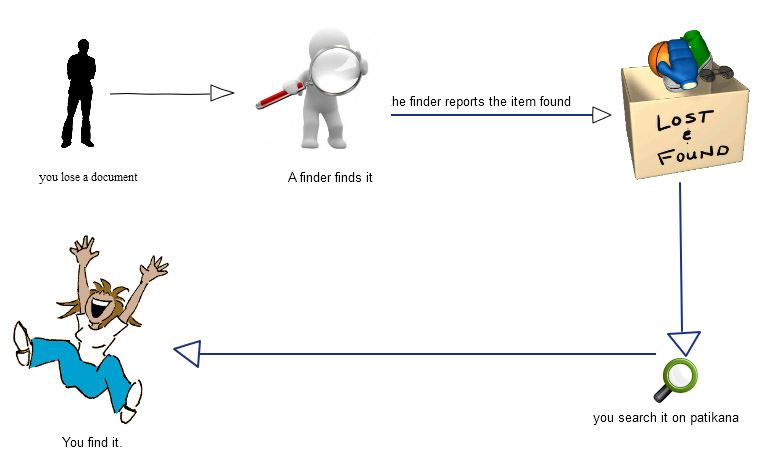 you lose a document
A finder finds it
he finder reports the item found
LOST
&
FOUND
you search it on patikana
You find it.